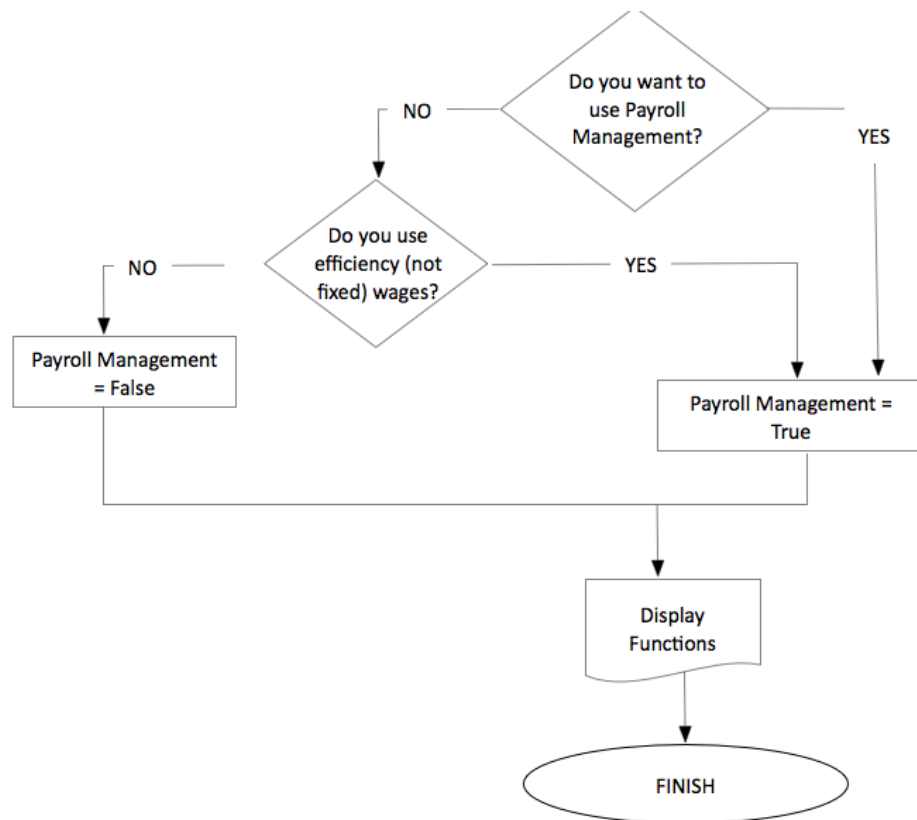 Do you want to
use Payroll
Management?
NO
YES
Do you use
efficiency (not
fixed) wages?
NO
YES
Payroll Management
= False
Payroll Management =
True
Display
Functions
FINISH